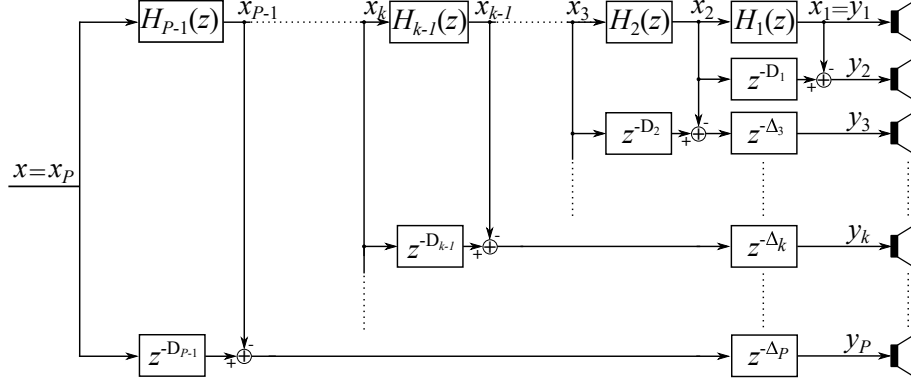 H_{P-1}(z) x_{P-1} x_k H_{k-1}(z) x_{k-1} x_3 H_2(z) x_2 H_1(z) x_1=y_1
-
z^{-D_1} + y_2
-
z^{-D_2} + z^{-Δ_3} y_3
x=x_P
-
z^{-D_{k-1}} + z^{-Δ_k} y_k
-
z^{-D_{P-1}} + z^{-Δ_P} y_P